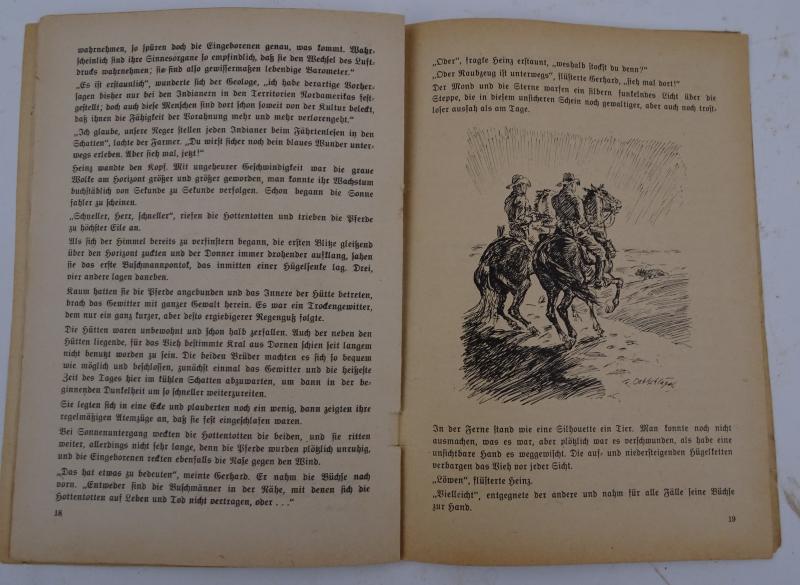 wahrnehmen, so spüren doch die Eingeborenen genau, was kommt. Wahr-
scheinlich sind ihre Sinnesorgane so empfindlich, daß sie den Wechsel des Luft-
drucks wahrnehmen; sie sind also gewissermaßen lebendige Barometer.“
„Es ist erstaunlich“, wunderte sich der Geologe, „ich habe derartige Vorher-
sagen bisher nur bei den Indianern in den Territorien Nordamerikas fest-
gestellt; doch auch diese Menschen sind dort schon soweit von der Kultur beleckt,
daß ihnen die Fähigkeit der Vorahnung mehr und mehr verlorengeht.“
„Ich glaube, unsere Neger stellen jeden Indianer beim Fährtenlesen in den
Schatten“, lachte der Farmer. „Du wirst sicher noch dein blaues Wunder unter-
wegs erleben. Aber sieh mal, jetzt!“
Heinz wandte den Kopf. Mit ungeheurer Geschwindigkeit war die graue
Wolke am Horizont größer und größer geworden, man konnte ihr Wachstum
buchstäblich von Sekunde zu Sekunde verfolgen. Schon begann die Sonne
fahler zu scheinen.
„Schneller, Herr, schneller“, riefen die Hottentotten und trieben die Pferde
zu höchster Eile an.
Als sich der Himmel bereits zu verfinstern begann, die ersten Blitze gleißend
über den Horizont zuckten und der Donner immer drohender aufklang, sahen
sie das erste Buschmannpontok, das inmitten einer Hügelsenke lag. Drei,
vier andere lagen daneben.
Kaum hatten sie die Pferde angebunden und das Innere der Hütte betreten,
brach das Gewitter mit ganzer Gewalt herein. Es war ein Trockengewitter,
dem nur ein ganz kurzer, aber desto ergiebigerer Regenguß folgte.
Die Hütten waren unbewohnt und schon halb zerfallen. Auch der neben den
Hütten liegende, für das Vieh bestimmte Kral aus Dornen schien seit langem
nicht benutzt worden zu sein. Die beiden Brüder machten es sich so bequem
wie möglich und beschlossen, zunächst einmal das Gewitter und die heißeste
Zeit des Tages hier im kühlen Schatten abzuwarten, um dann in der be-
ginnenden Dunkelheit um so schneller weiterzureiten.
Sie legten sich in eine Ecke und plauderten noch ein wenig, dann zeigten ihre
regelmäßigen Atemzüge an, daß sie fest eingeschlafen waren.
Bei Sonnenuntergang weckten die Hottentotten die beiden, und sie ritten
weiter, allerdings nicht sehr lange, denn die Pferde wurden plötzlich unruhig,
und die Eingeborenen reckten ebenfalls die Nase gegen den Wind.
„Das hat etwas zu bedeuten“, meinte Gerhard. Er nahm die Büchse nach
vorn. „Entweder sind die Buschmänner in der Nähe, mit denen sich die
Hottentotten auf Leben und Tod nicht vertragen, oder . . .“
18
„Oder“, fragte Heinz erstaunt, „weshalb stockst du denn?“
„Oder Raubzeug ist unterwegs“, flüsterte Gerhard, „sieh mal dort!“
Der Mond und die Sterne warfen ein silbern funkelndes Licht über die
Steppe, die in diesem unsicheren Schein noch gewaltiger, aber auch noch trost-
loser aussah als am Tage.
In der Ferne stand wie eine Silhouette ein Tier. Man konnte noch nicht
ausmachen, was es war, aber plötzlich war es verschwunden, als habe eine
unsichtbare Hand es weggewischt. Die auf- und niedersteigenden Hügelketten
verbargen das Vieh vor jeder Sicht.
„Löwen“, flüsterte Heinz.
„Vielleicht“, entgegnete der andere und nahm für alle Fälle seine Büchse
zur Hand.
19